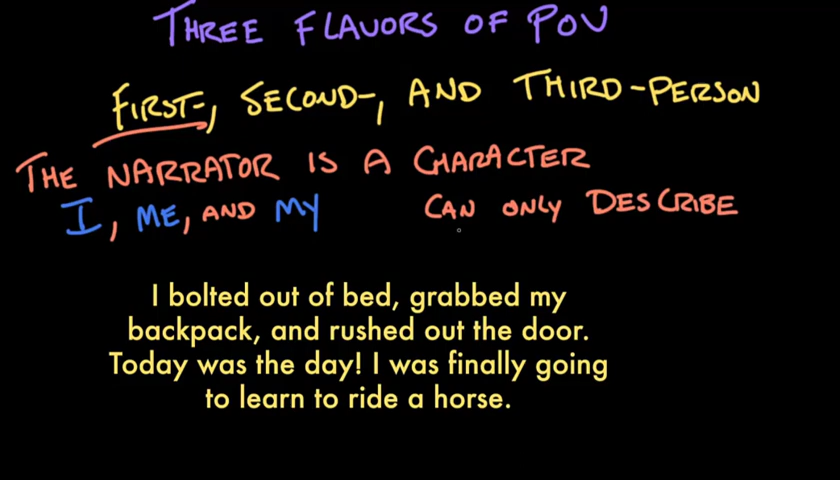 THREE FLAVORS OF POV
FIRST-, SECOND-, AND THIRD-PERSON
THE NARRATOR IS A CHARACTER
I, ME, AND MY CAN ONLY DESCRIBE
I bolted out of bed, grabbed my
backpack, and rushed out the door.
Today was the day! I was finally going
to learn to ride a horse.